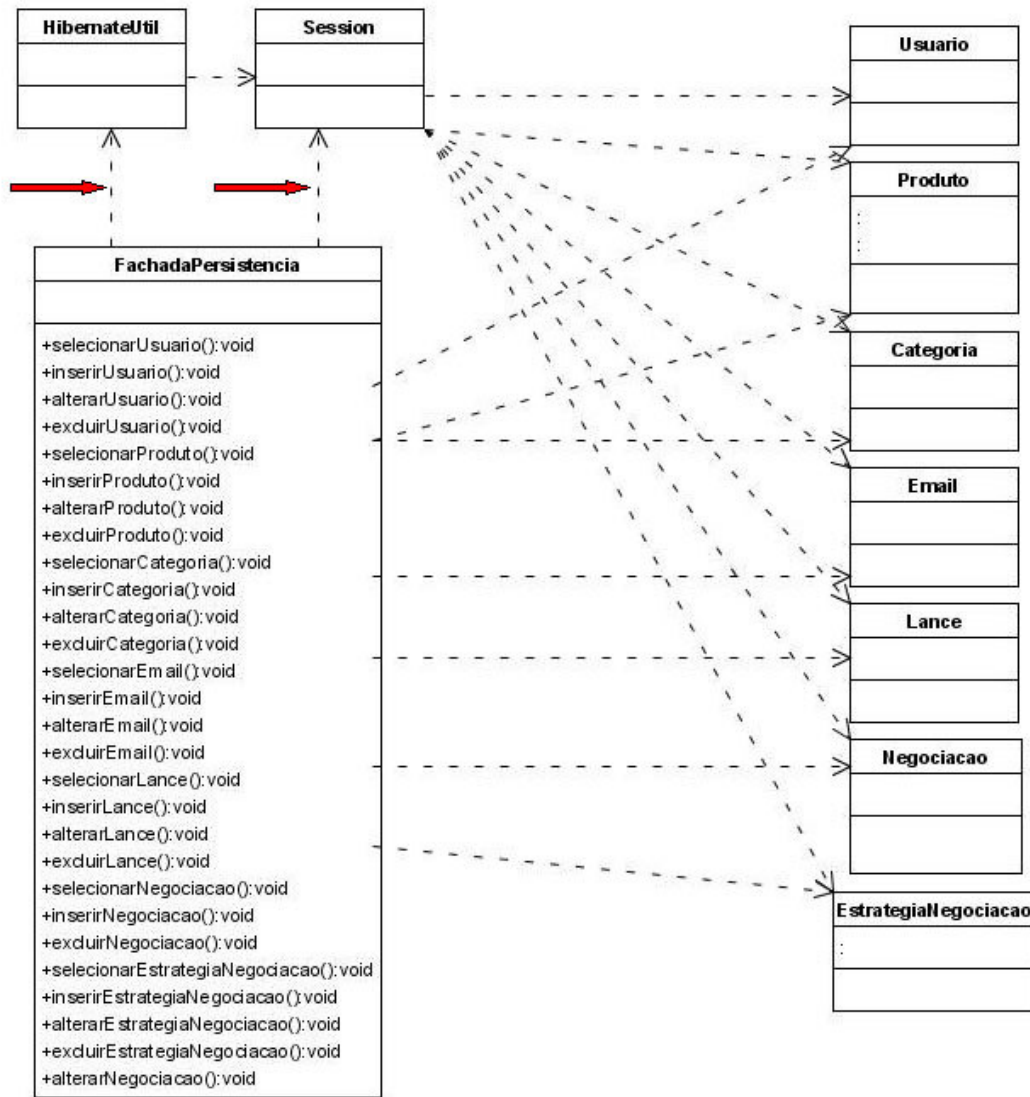 HibernateUtil
Session
Usuario
Produto
FachadaPersistencia
+selecionarUsuario():void
+inserirUsuario():void
+alterarUsuario():void
+excluirUsuario():void
+selecionarProduto():void
+inserirProduto():void
+alterarProduto():void
+excluirProduto():void
+selecionarCategoria():void
+inserirCategoria():void
+alterarCategoria():void
+excluirCategoria():void
+selecionarEmail():void
+inserirEmail():void
+alterarEmail():void
+excluirEmail():void
+selecionarLance():void
+inserirLance():void
+alterarLance():void
+excluirLance():void
+selecionarNegociacao():void
+inserirNegociacao():void
+excluirNegociacao():void
+selecionarEstrategiaNegociacao():void
+inserirEstrategiaNegociacao():void
+alterarEstrategiaNegociacao():void
+excluirEstrategiaNegociacao():void
+alterarNegociacao():void
Categoria
Email
Lance
Negociacao
EstrategiaNegociacao